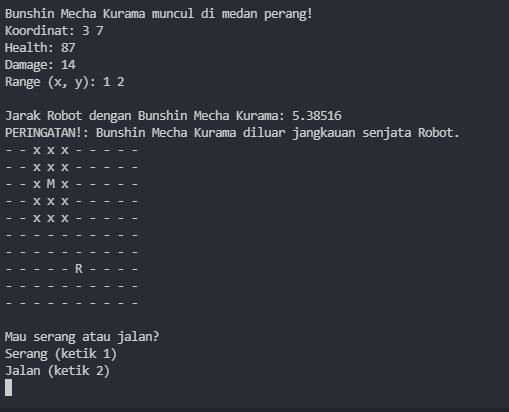 Bunshin Mecha Kurama muncul di medan perang!
Koordinat: 3 7
Health: 87
Damage: 14
Range (x, y): 1 2
Jarak Robot dengan Bunshin Mecha Kurama: 5.38516
PERINGATAN!: Bunshin Mecha Kurama diluar jangkauan senjata Robot.
- - x x x - - - - -
- - x x x - - - - -
- - x M x - - - - -
- - x x x - - - - -
- - x x x - - - - -
- - - - - - - - - -
- - - - - - - - - -
- - - - - R - - - -
- - - - - - - - - -
- - - - - - - - - -
Mau serang atau jalan?
Serang (ketik 1)
Jalan (ketik 2)